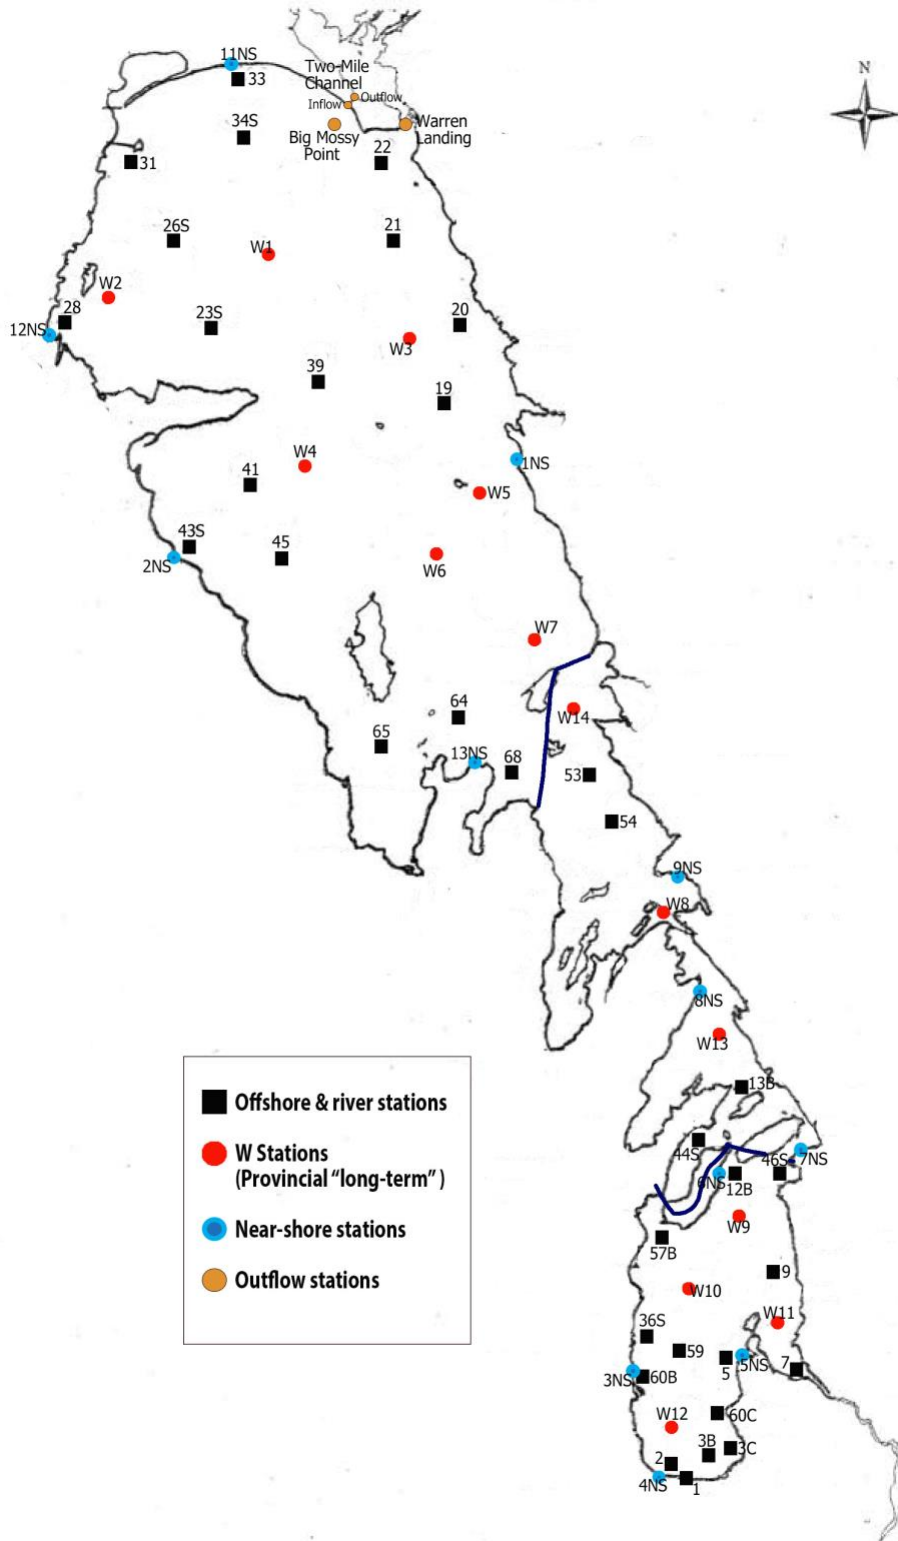 11NS
33
Two-Mile
Channel
Outflow
Inflow
N
34S
Big Mossy
Point
Warren
Landing
22
31
26S
W1
21
W2
28
12NS
23S
20
W3
39
19
W4
1NS
41
W5
43S
2NS
45
W6
W7
64
W14
65
13NS
68
53
54
9NS
W8
8NS
W13
13B
Offshore & river stations
W Stations
(Provincial “long-term”)
Near-shore stations
Outflow stations
44S
46S
7NS
6NS
12B
W9
57B
9
W10
W11
36S
59
5
5NS
7
3NS
60B
60C
W12
3B
3C
2
4NS
1